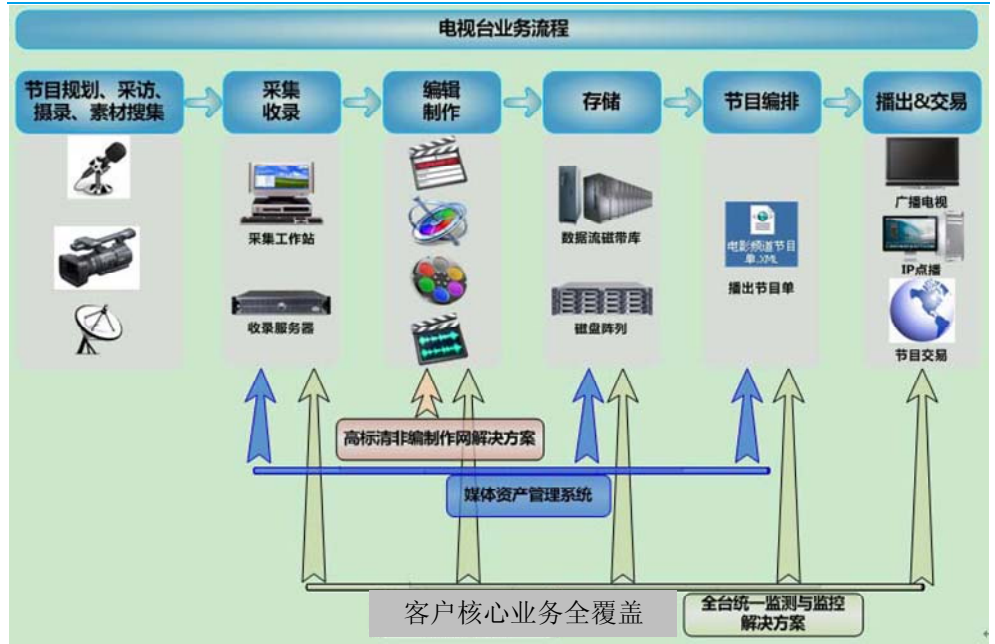 电视台业务流程
节目规划、采访、
摄录、素材搜集
采集
收录
编辑
制作
存储
节目编排
播出&交易
采集工作站
收录服务器
数据流磁带库
磁盘阵列
电影频道节目
单.XML
播出节目单
广播电视
IP点播
节目交易
高标清非编制作网解决方案
媒体资产管理系统
客户核心业务全覆盖
全台统一监测与监控
解决方案